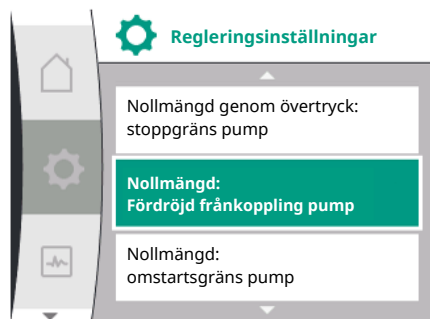 Regleringsinställningar
Nollmängd genom övertryck:
stoppgräns pump
Nollmängd:
Fördröjd frånkoppling pump
Nollmängd:
omstartsgräns pump